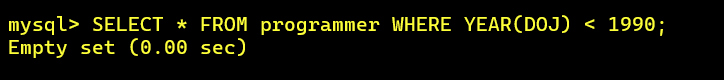 mysql> SELECT * FROM programmer WHERE YEAR(DOJ) < 1990;
Empty set (0.00 sec)